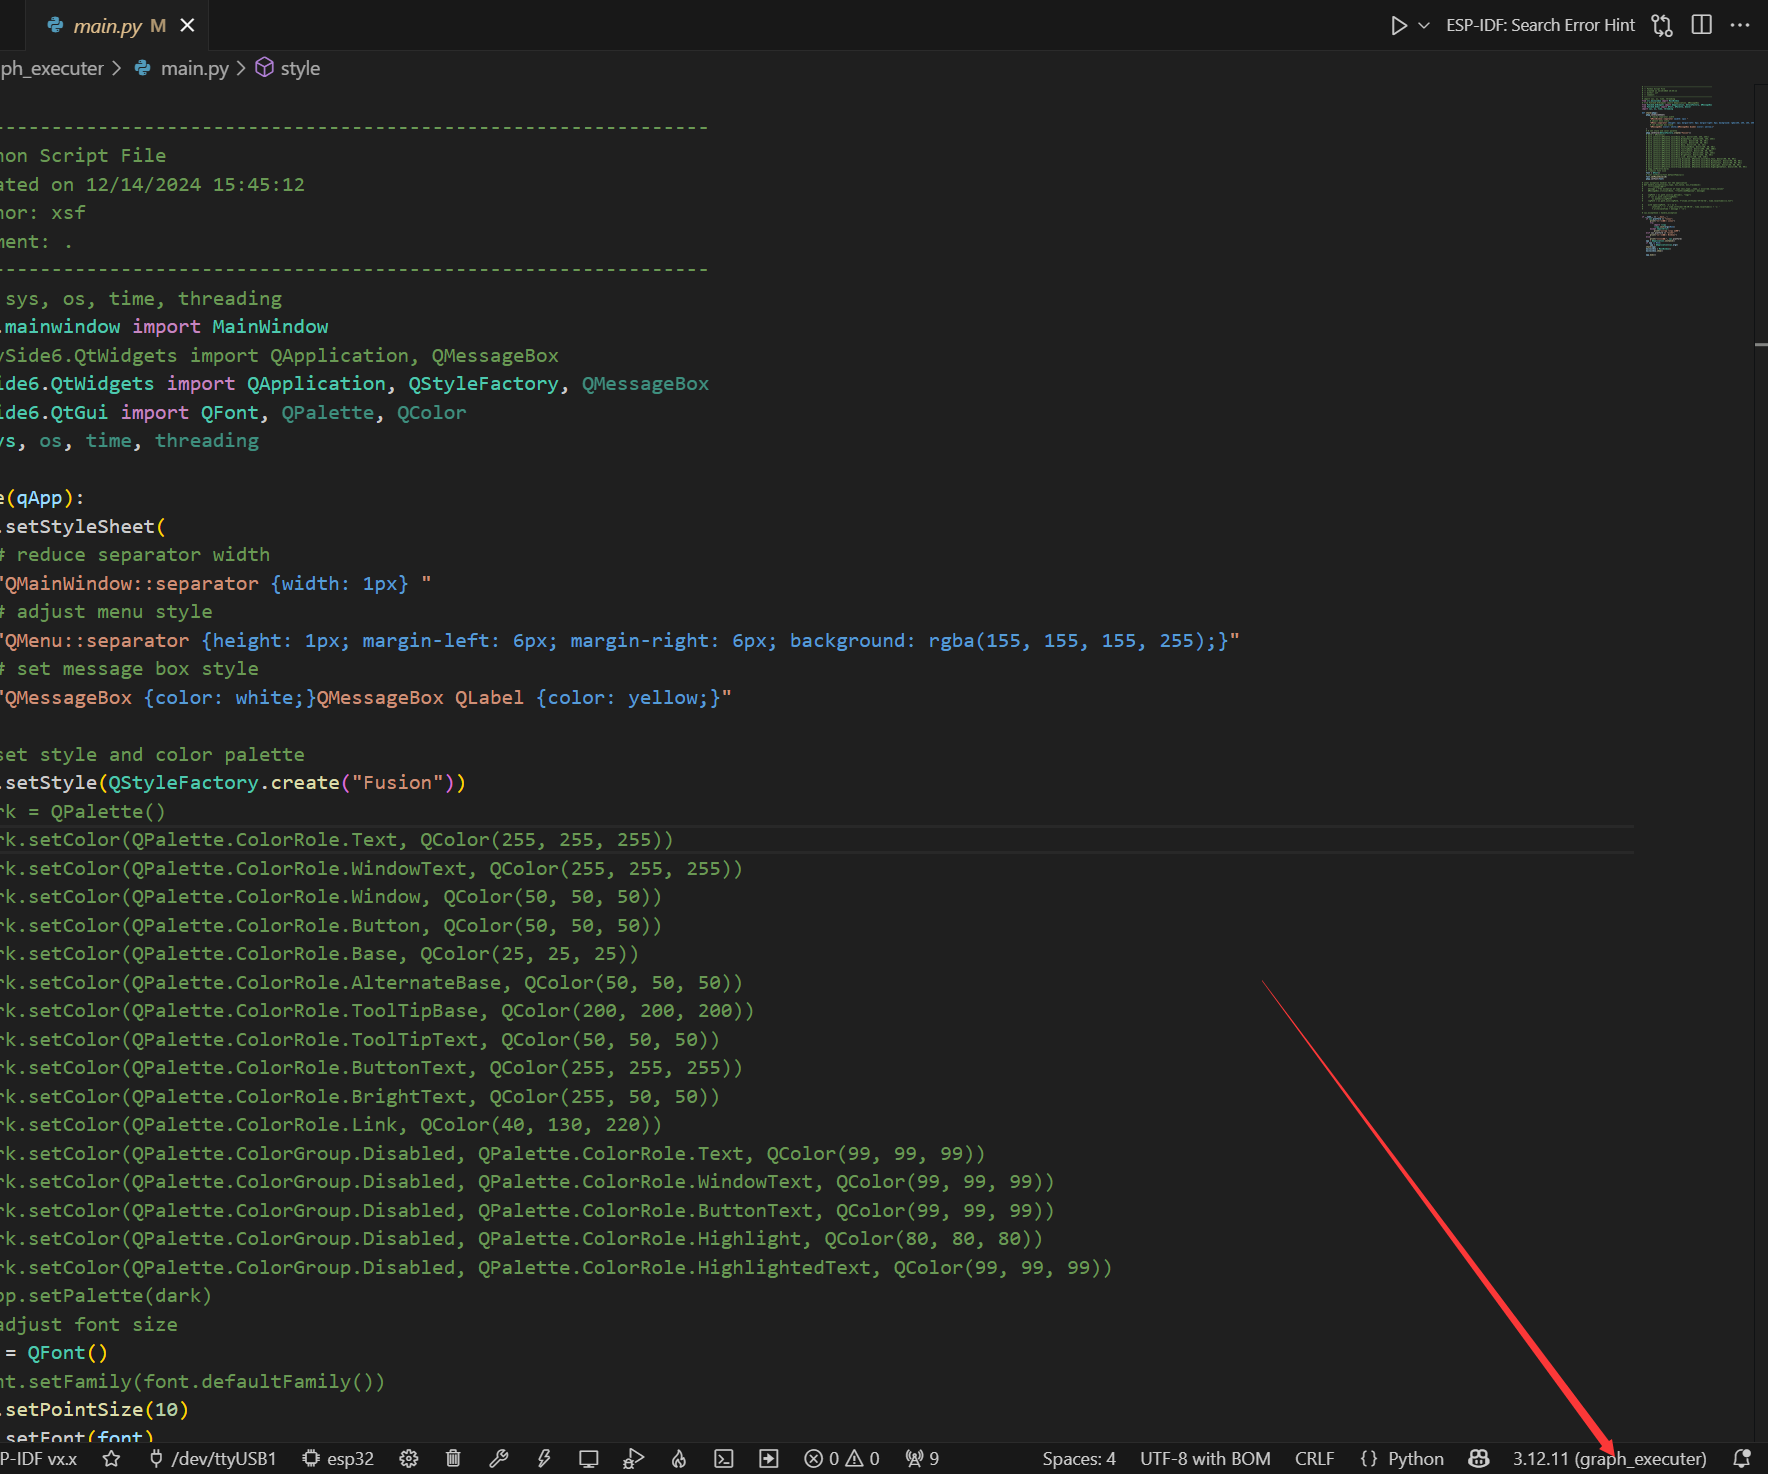 main.py M
ESP-IDF: Search Error Hint
ph_executer > main.py > style
--------------------------------------------------------------
hon Script File
ated on 12/14/2024 15:45:12
hor: xsf
ment: .
--------------------------------------------------------------
sys, os, time, threading
.mainwindow import MainWindow
ySide6.QtWidgets import QApplication, QMessageBox
ide6.QtWidgets import QApplication, QStyleFactory, QMessageBox
ide6.QtGui import QFont, QPalette, QColor
ys, os, time, threading
e(qApp):
.setStyleSheet(
# reduce separator width
"QMainWindow::separator {width: 1px} "
# adjust menu style
"QMenu::separator {height: 1px; margin-left: 6px; margin-right: 6px; background: rgba(155, 155, 155, 255);}"
# set message box style
"QMessageBox {color: white;}QMessageBox QLabel {color: yellow;}"
set style and color palette
.setStyle(QStyleFactory.create("Fusion"))
rk = QPalette()
rk.setColor(QPalette.ColorRole.Text, QColor(255, 255, 255))
rk.setColor(QPalette.ColorRole.WindowText, QColor(255, 255, 255))
rk.setColor(QPalette.ColorRole.Window, QColor(50, 50, 50))
rk.setColor(QPalette.ColorRole.Button, QColor(50, 50, 50))
rk.setColor(QPalette.ColorRole.Base, QColor(25, 25, 25))
rk.setColor(QPalette.ColorRole.AlternateBase, QColor(50, 50, 50))
rk.setColor(QPalette.ColorRole.ToolTipBase, QColor(200, 200, 200))
rk.setColor(QPalette.ColorRole.ToolTipText, QColor(50, 50, 50))
rk.setColor(QPalette.ColorRole.ButtonText, QColor(255, 255, 255))
rk.setColor(QPalette.ColorRole.BrightText, QColor(255, 50, 50))
rk.setColor(QPalette.ColorRole.Link, QColor(40, 130, 220))
rk.setColor(QPalette.ColorGroup.Disabled, QPalette.ColorRole.Text, QColor(99, 99, 99))
rk.setColor(QPalette.ColorGroup.Disabled, QPalette.ColorRole.WindowText, QColor(99, 99, 99))
rk.setColor(QPalette.ColorGroup.Disabled, QPalette.ColorRole.ButtonText, QColor(99, 99, 99))
rk.setColor(QPalette.ColorGroup.Disabled, QPalette.ColorRole.Highlight, QColor(80, 80, 80))
rk.setColor(QPalette.ColorGroup.Disabled, QPalette.ColorRole.HighlightedText, QColor(99, 99, 99))
pp.setPalette(dark)
adjust font size
= QFont()
nt.setFamily(font.defaultFamily())
.setPointSize(10)
.setFont(font)
P-IDF vx.x /dev/ttyUSB1 esp32 0 0 9 Spaces: 4 UTF-8 with BOM CRLF {} Python 3.12.11 (graph_executer)